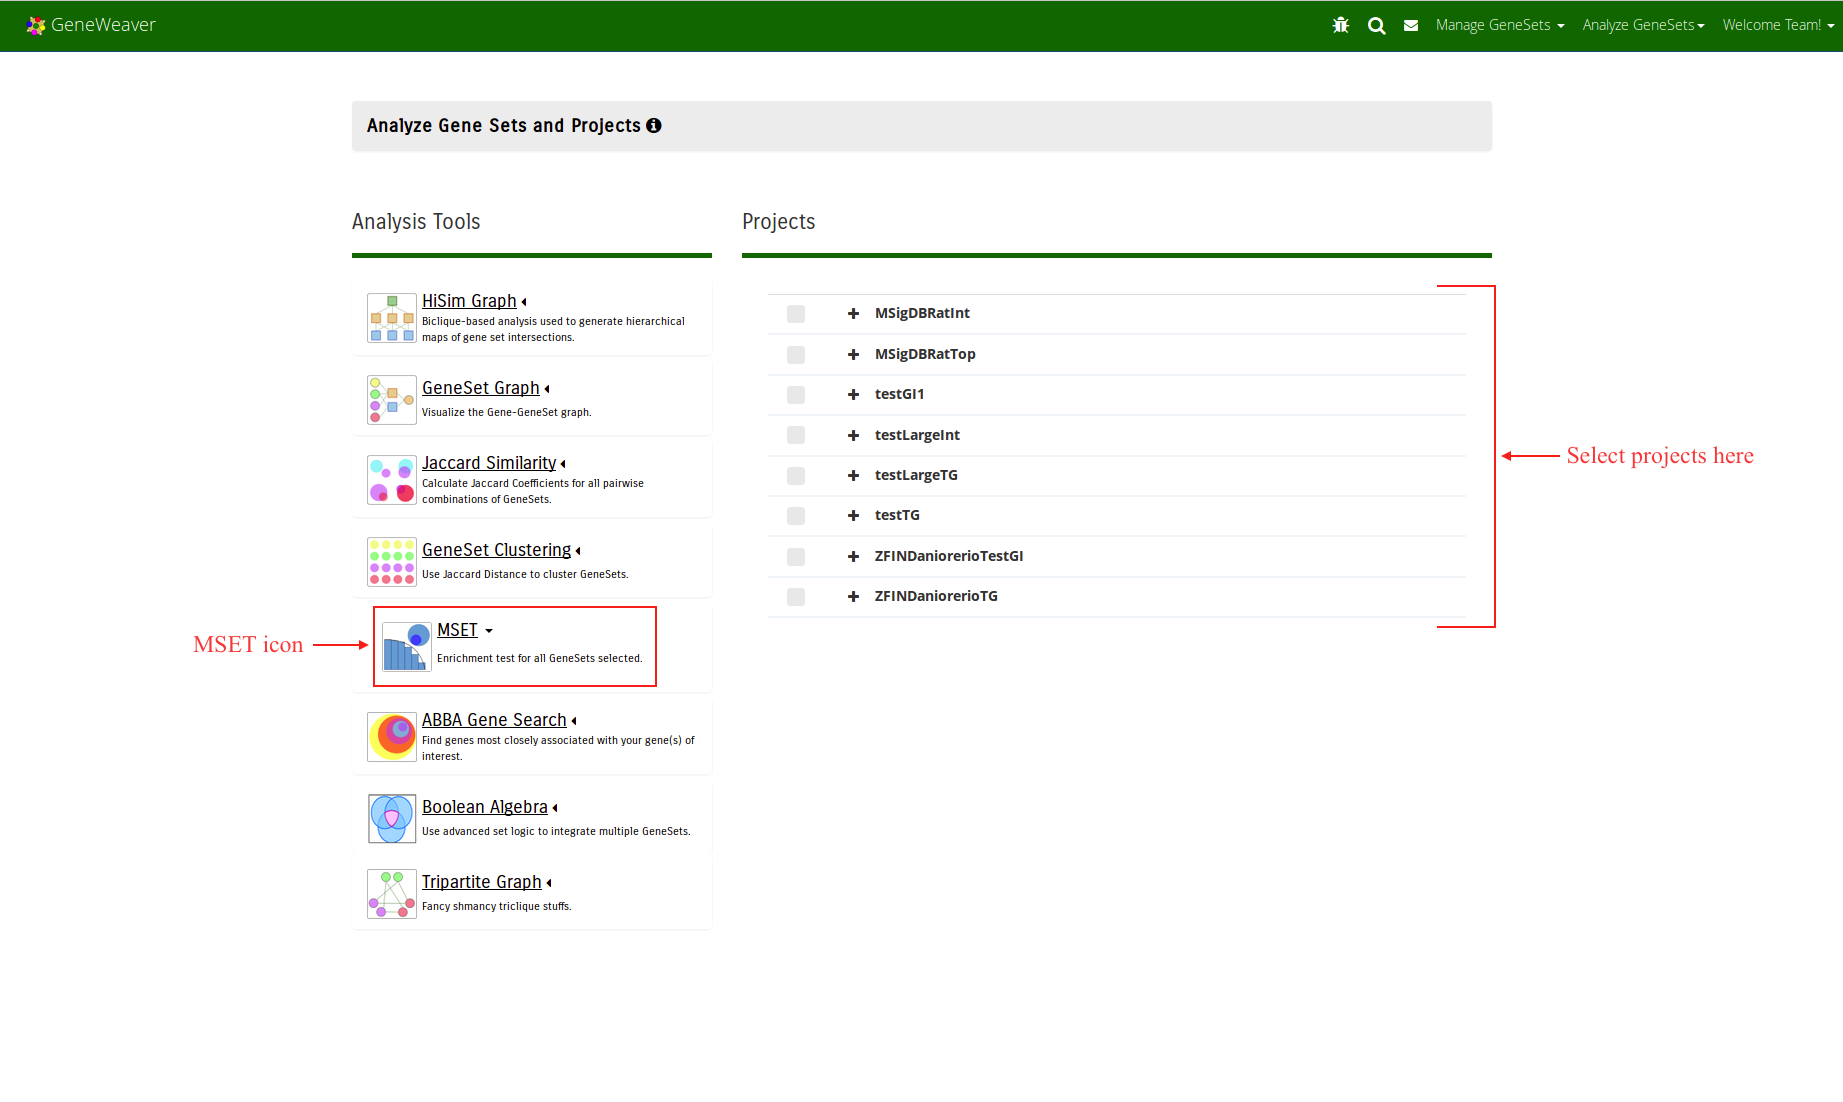 GeneWeaver
Manage GeneSets
Analyze GeneSets
Welcome Team!
Analyze Gene Sets and Projects
Analysis Tools
HiSim Graph
Biclique-based analysis used to generate hierarchical
maps of gene set intersections.
GeneSet Graph
Visualize the Gene-GeneSet graph.
Jaccard Similarity
Calculate Jaccard Coefficients for all pairwise
combinations of GeneSets.
GeneSet Clustering
Use Jaccard Distance to cluster GeneSets.
MSET icon
MSET
Enrichment test for all GeneSets selected.
ABBA Gene Search
Find genes most closely associated with your gene(s) of
interest.
Boolean Algebra
Use advanced set logic to integrate multiple GeneSets.
Tripartite Graph
Fancy shmancy triclique stuffs.
Projects
MSigDBRatInt
MSigDBRatTop
testGI1
testLargeInt
testLargeTG
testTG
ZFINDaniorerioTestGI
ZFINDaniorerioTG
Select projects here